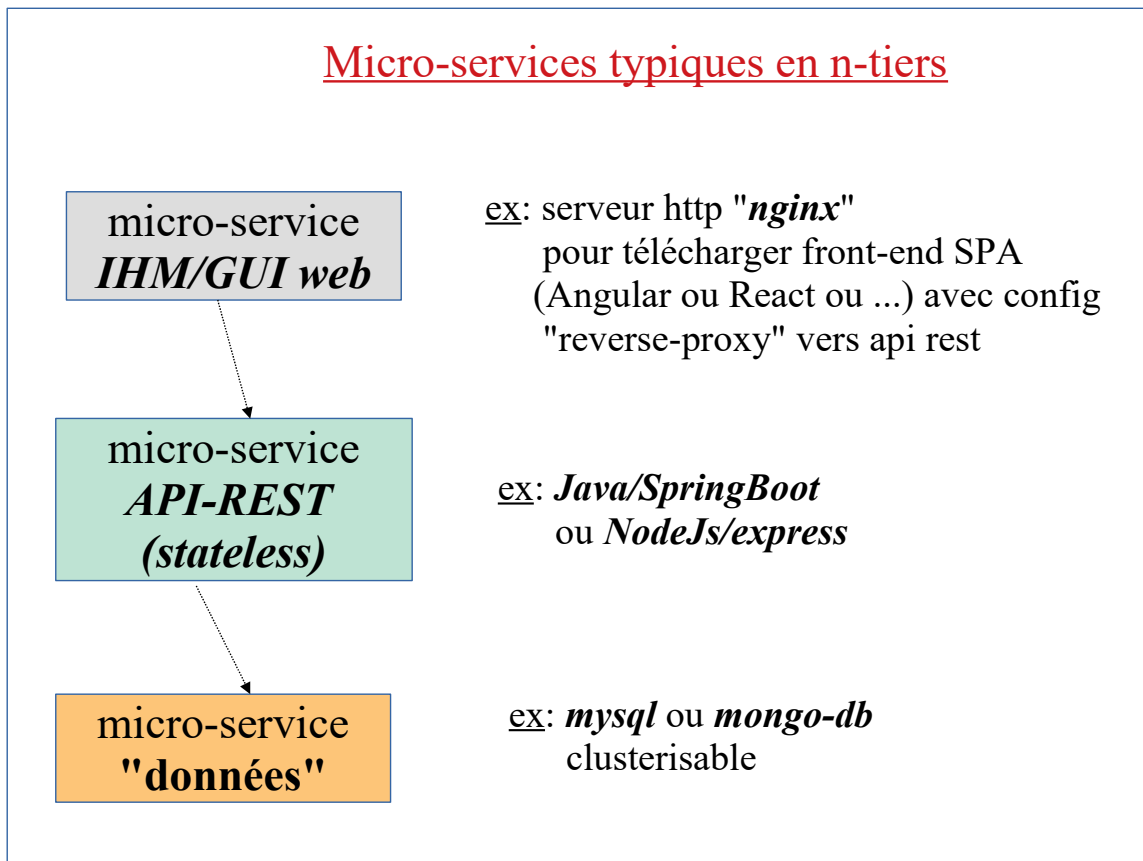 Micro-services typiques en n-tiers
micro-service
IHM/GUI web
ex: serveur http "nginx"
pour télécharger front-end SPA
(Angular ou React ou ...) avec config
"reverse-proxy" vers api rest
micro-service
API-REST
(stateless)
ex: Java/SpringBoot
ou NodeJs/express
micro-service
"données"
ex: mysql ou mongo-db
clusterisable